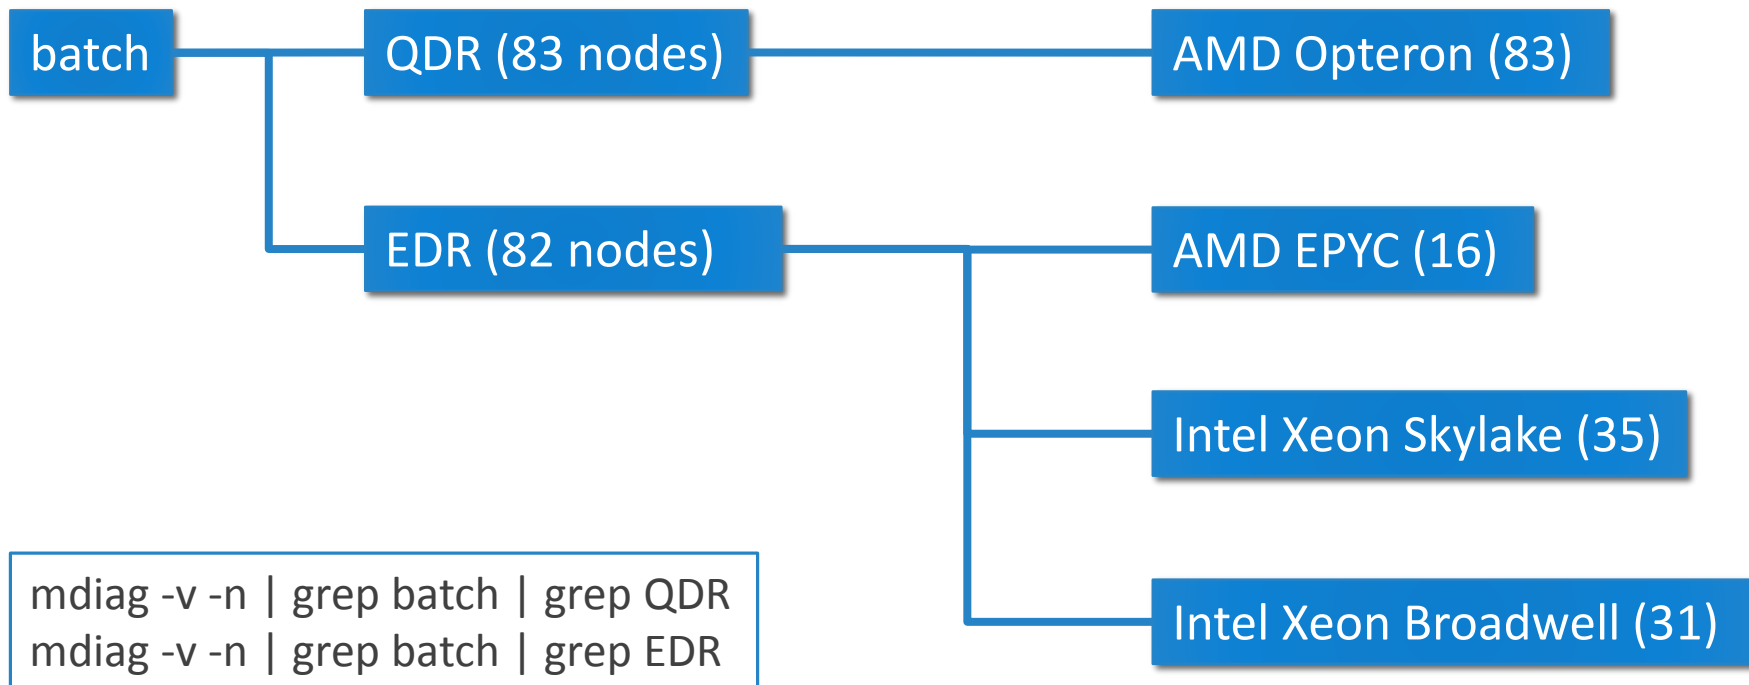 batch
QDR (83 nodes)
AMD Opteron (83)
EDR (82 nodes)
AMD EPYC (16)
Intel Xeon Skylake (35)
Intel Xeon Broadwell (31)
mdiag -v -n | grep batch | grep QDR
mdiag -v -n | grep batch | grep EDR